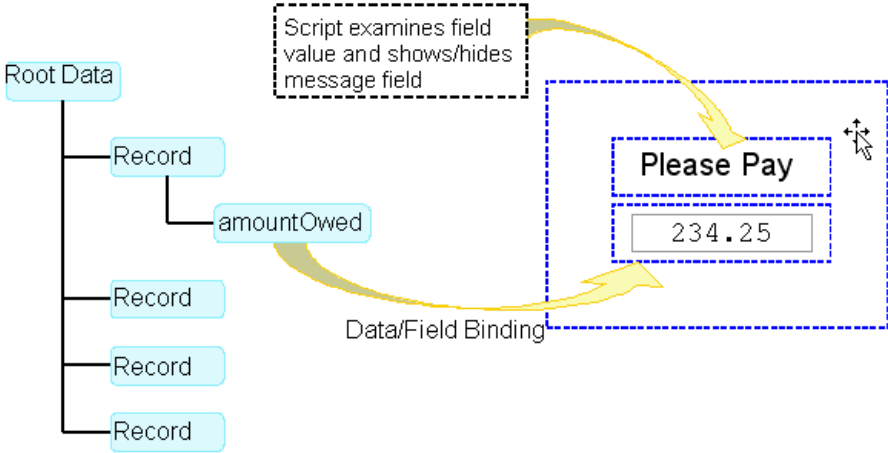 Script examines field
value and shows/hides
message field
Root Data
Record
Please Pay
amountOwed
234.25
Record
Data/Field Binding
Record
Record